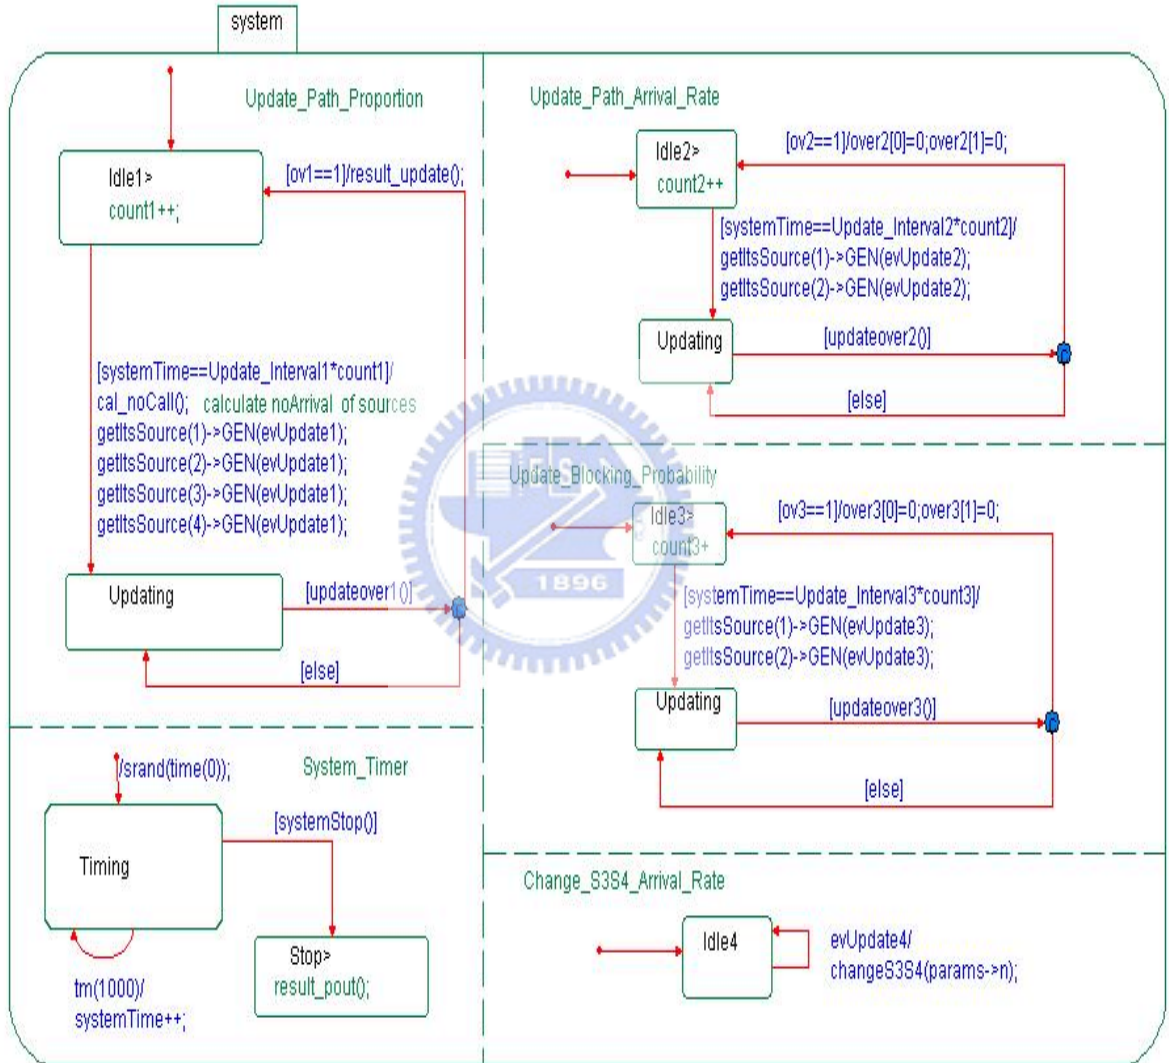 system
Update_Path_Proportion
Idle1>
count1++;
[ov1==1]/result_update();
[systemTime==Update_Interval1*count1]/
cal_noCall(); calculate noArrival of sources
getItsSource(1)->GEN(evUpdate1);
getItsSource(2)->GEN(evUpdate1);
getItsSource(3)->GEN(evUpdate1);
getItsSource(4)->GEN(evUpdate1);
Updating
[updateover1()]
[else]
/srand(time(0));
System_Timer
[systemStop()]
Timing
Stop>
result_pout();
tm(1000)/
systemTime++;
Update_Path_Arrival_Rate
Idle2>
count2++
[ov2==1]/over2[0]=0;over2[1]=0;
[systemTime==Update_Interval2*count2]/
getItsSource(1)->GEN(evUpdate2);
getItsSource(2)->GEN(evUpdate2);
Updating
[updateover2()]
[else]
Update_Blocking_Probability
Idle3>
count3+
[ov3==1]/over3[0]=0;over3[1]=0;
1896
[systemTime==Update_Interval3*count3]/
getItsSource(1)->GEN(evUpdate3);
getItsSource(2)->GEN(evUpdate3);
Updating
[updateover3()]
[else]
Change_S3S4_Arrival_Rate
Idle4
evUpdate4/
changeS3S4(params->n);